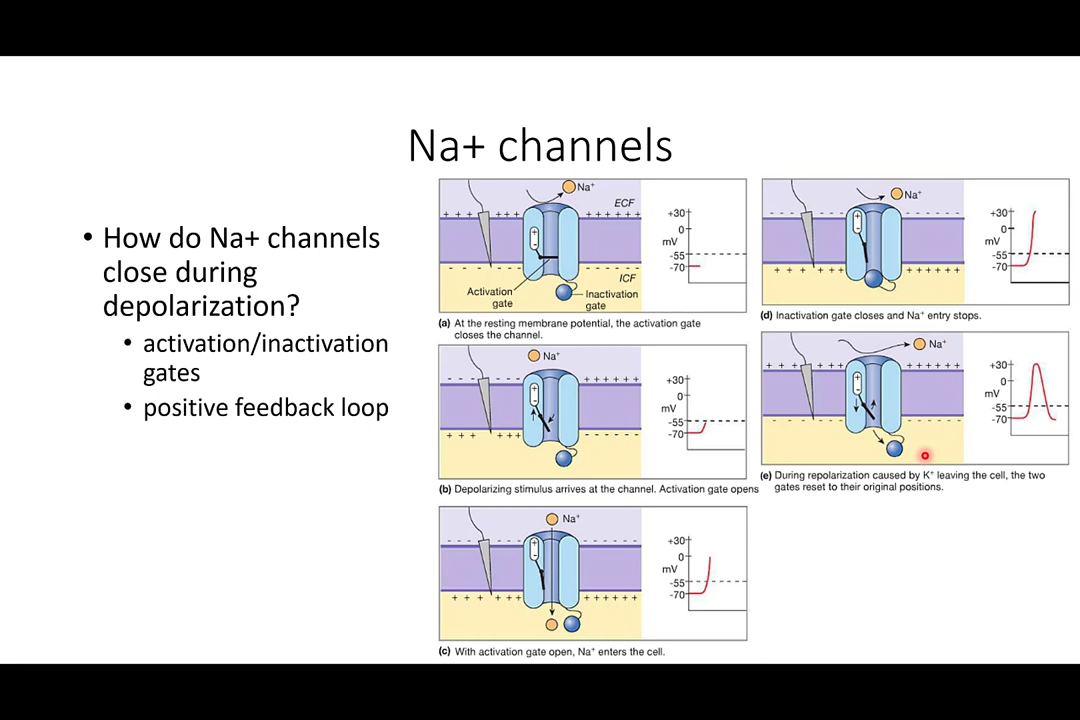 Na+ channels
• How do Na+ channels
close during
depolarization?
• activation/inactivation
gates
• positive feedback loop
Na+
ECF
+ + + + + + + + + + +
- - - - - - - - - -
ICF
Activation
gate
Inactivation
gate
+30
0
mV
-55
-70
(a) At the resting membrane potential, the activation gate
closes the channel.
Na+
+30
0
mV
-55
-70
(b) Depolarizing stimulus arrives at the channel. Activation gate opens
Na+
+30
0
mV
-55
-70
(c) With activation gate open, Na+ enters the cell.
Na+
+30
0
mV
-55
-70
(d) Inactivation gate closes and Na+ entry stops.
Na+
+30
0
mV
-55
-70
(e) During repolarization caused by K+ leaving the cell, the two
gates reset to their original positions.